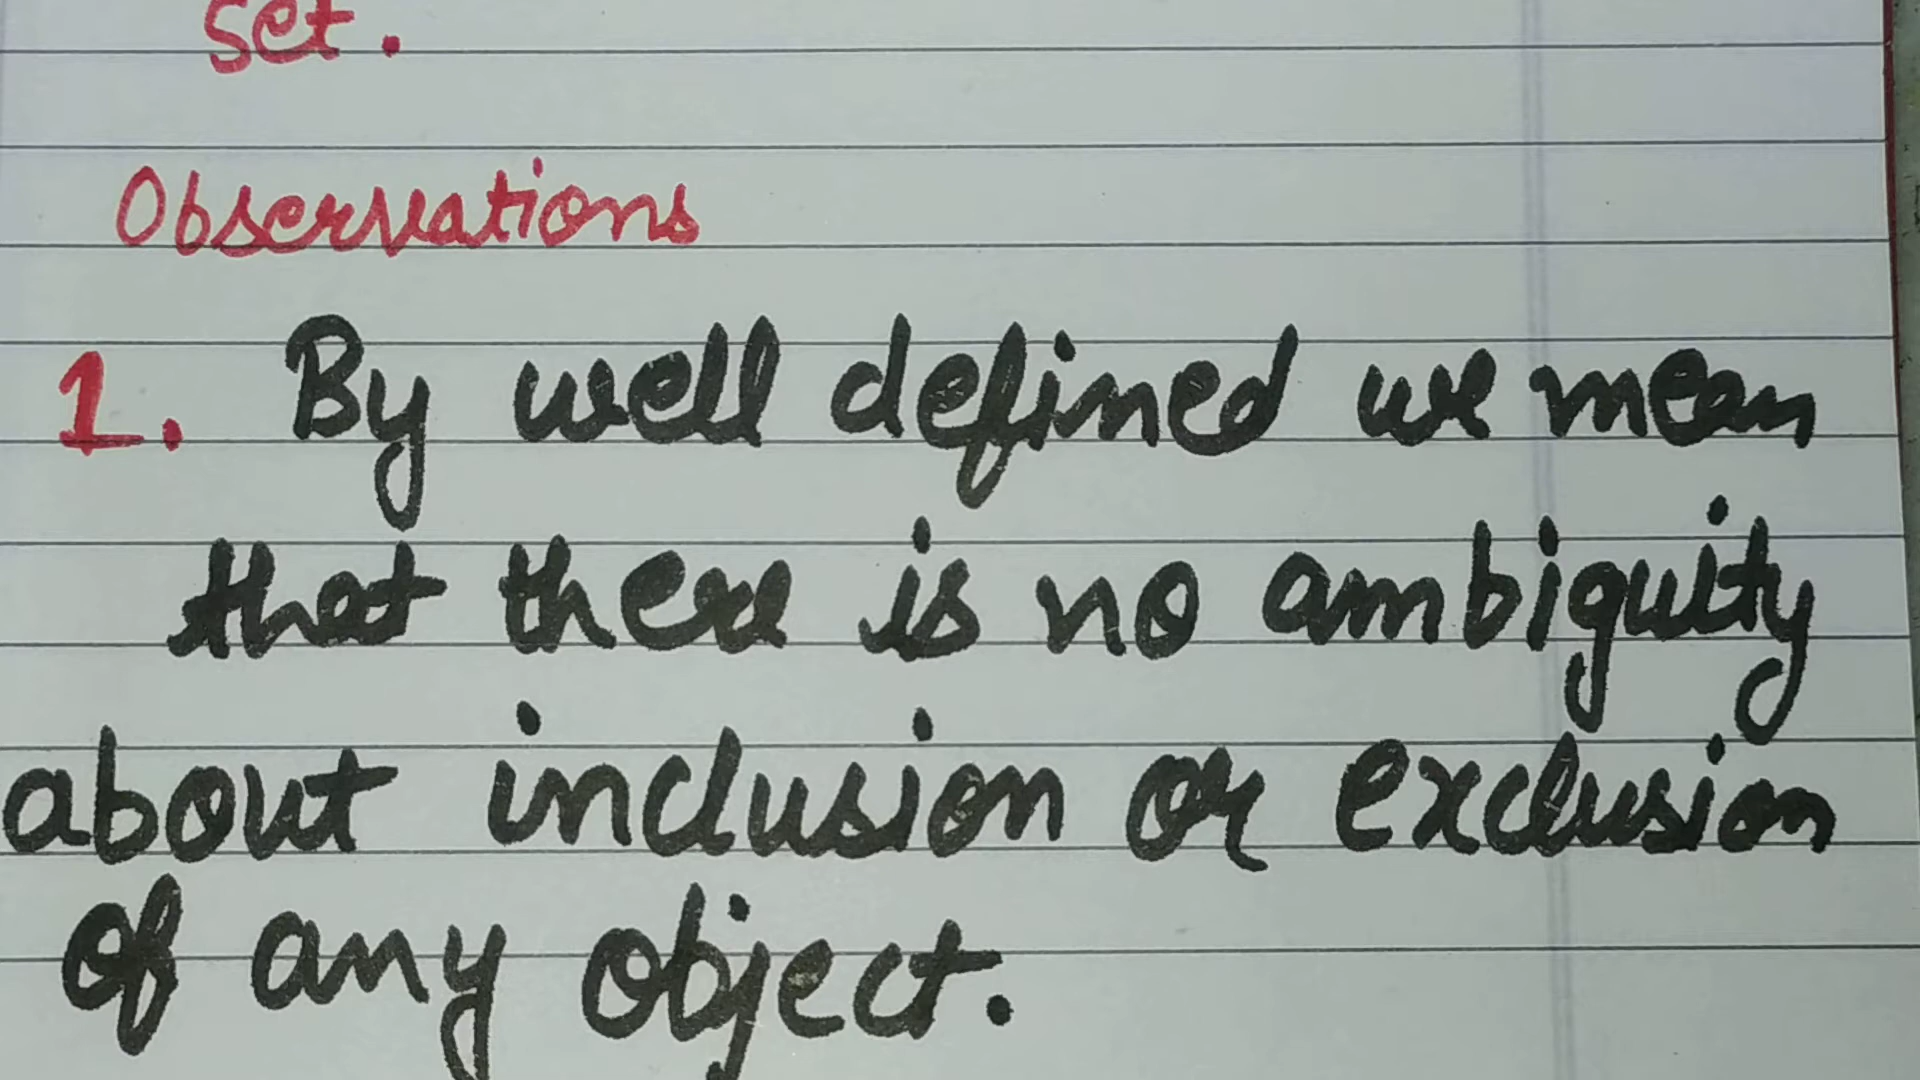 set.
Observations
1. By well defined we mean
that there is no ambiguity
about inclusion or exclusion
of any object.